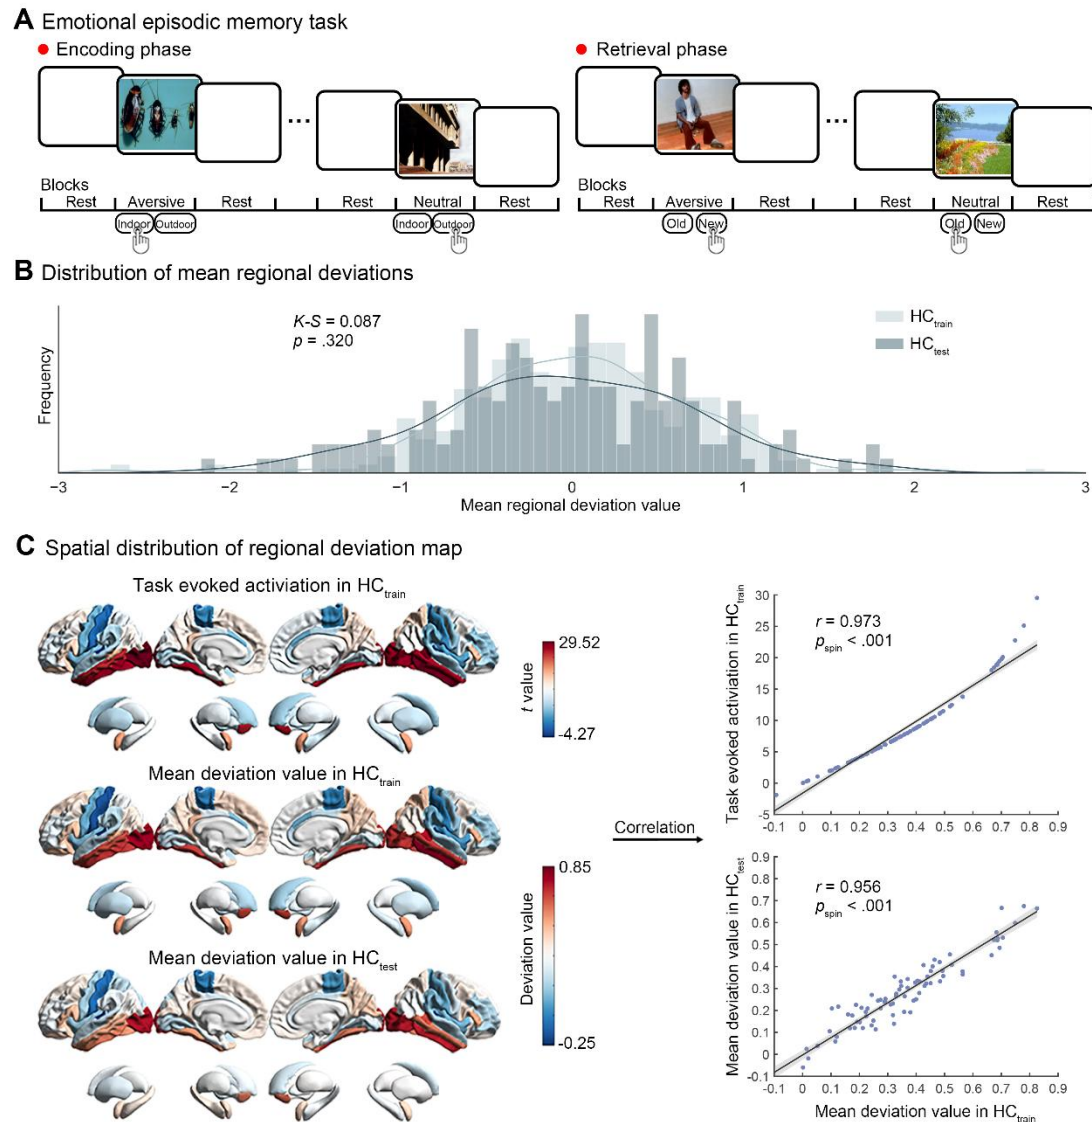 A Emotional episodic memory task
Encoding phase
Retrieval phase
...
...
Blocks
Rest Aversive Rest Rest Neutral Rest
Indoor Outdoor Indoor Outdoor
Blocks
Rest Aversive Rest Rest Neutral Rest
Old New Old New
B Distribution of mean regional deviations
K-S = 0.087
p = .320
HCtrain
HCtest
Frequency
−3 −2 −1 0 1 2 3
Mean regional deviation value
C Spatial distribution of regional deviation map
Task evoked activiation in HCtrain
29.52
t value
-4.27
Mean deviation value in HCtrain
0.85
Deviation value
-0.25
Mean deviation value in HCtest
Correlation
Task evoked activiation in HCtrain
30
25
20
15
10
5
0
-5
r = 0.973
pspin < .001
-0.1 0 0.1 0.2 0.3 0.4 0.5 0.6 0.7 0.8 0.9
Mean deviation value in HCtest
0.9
0.8
0.7
0.6
0.5
0.4
0.3
0.2
0.1
0
-0.1
r = 0.956
pspin < .001
-0.1 0 0.1 0.2 0.3 0.4 0.5 0.6 0.7 0.8 0.9
Mean deviation value in HCtrain